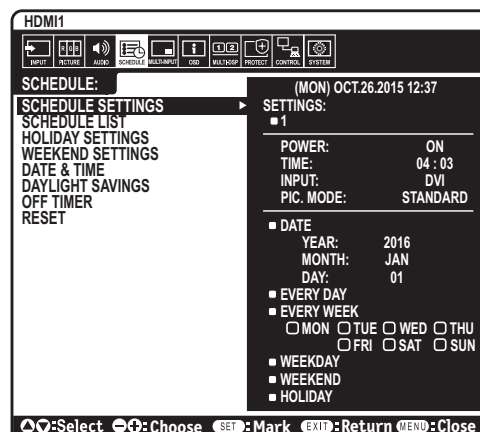 HDMI1
INPUT RGB PICTURE AUDIO SCHEDULE MULTI-INPUT OSD 1 2 MULTI-DSP PROTECT CONTROL SYSTEM
SCHEDULE:
SCHEDULE SETTINGS
SCHEDULE LIST
HOLIDAY SETTINGS
WEEKEND SETTINGS
DATE & TIME
DAYLIGHT SAVINGS
OFF TIMER
RESET
(MON) OCT.26.2015 12:37
SETTINGS:
1
POWER: ON
TIME: 04 : 03
INPUT: DVI
PIC. MODE: STANDARD
DATE
YEAR: 2016
MONTH: JAN
DAY: 01
EVERY DAY
EVERY WEEK
MON TUE WED THU
FRI SAT SUN
WEEKDAY
WEEKEND
HOLIDAY
:Select :Choose SET :Mark EXIT :Return MENU :Close